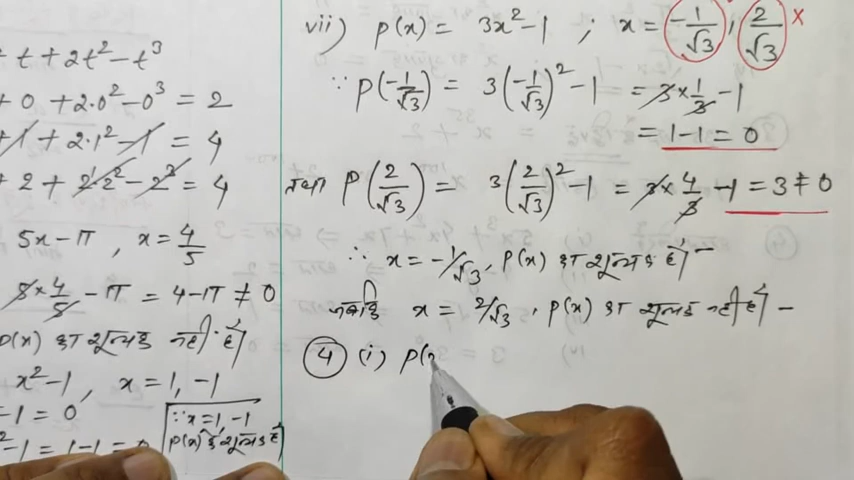 + t + 2t² - t³
+ 0 + 2·0² - 0³ = 2
+ 1 + 2·1² - 1 = 4
+ 2 + 2·2² - 2³ = 4
5x - π , x = 4/5
5 × 4/5 - π = 4 - π ≠ 0
p(x) का शून्यक नहीं है
x² - 1 , x = 1, -1
-1 = 0
²-1 = 1-1 = 0
∵ x = 1, -1
p(x) के शून्यक हैं
vii) p(x) = 3x² - 1 ; x = -1/√3 , 2/√3 ×
∵ p(-1/√3) = 3(-1/√3)² - 1 = 3 × 1/3 - 1
= 1 - 1 = 0
तथा p(2/√3) = 3(2/√3)² - 1 = 3 × 4/3 - 1 = 3 ≠ 0
∴ x = -1/√3, p(x) का शून्यक है -
जबकि x = 2/√3, p(x) का शून्यक नहीं है -
4 (i) p(